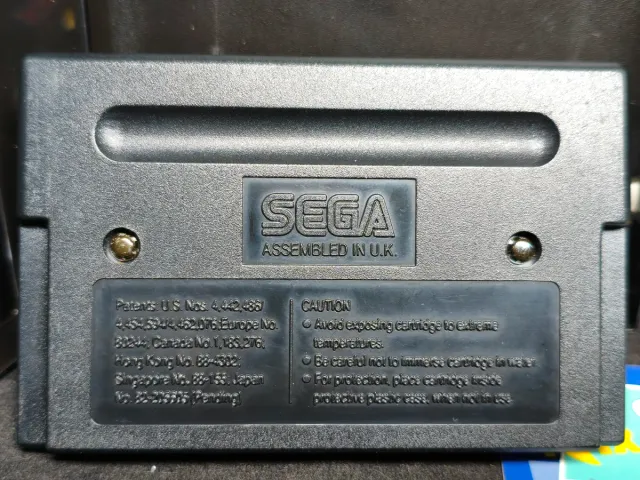 SEGA
ASSEMBLED IN U.K.
Patents: U.S. Nos. 4,442,486/
4,454,594/4,462,076; Europe No.
80244; Canada No. 1,183,276;
Hong Kong No. 88-4302;
Singapore No. 88-155; Japan
No. 82-205605 (Pending)
CAUTION
Avoid exposing cartridge to extreme
temperatures.
Be careful not to immerse cartridge in water
For protection, place cartridge inside
protective plastic case, when not in use.